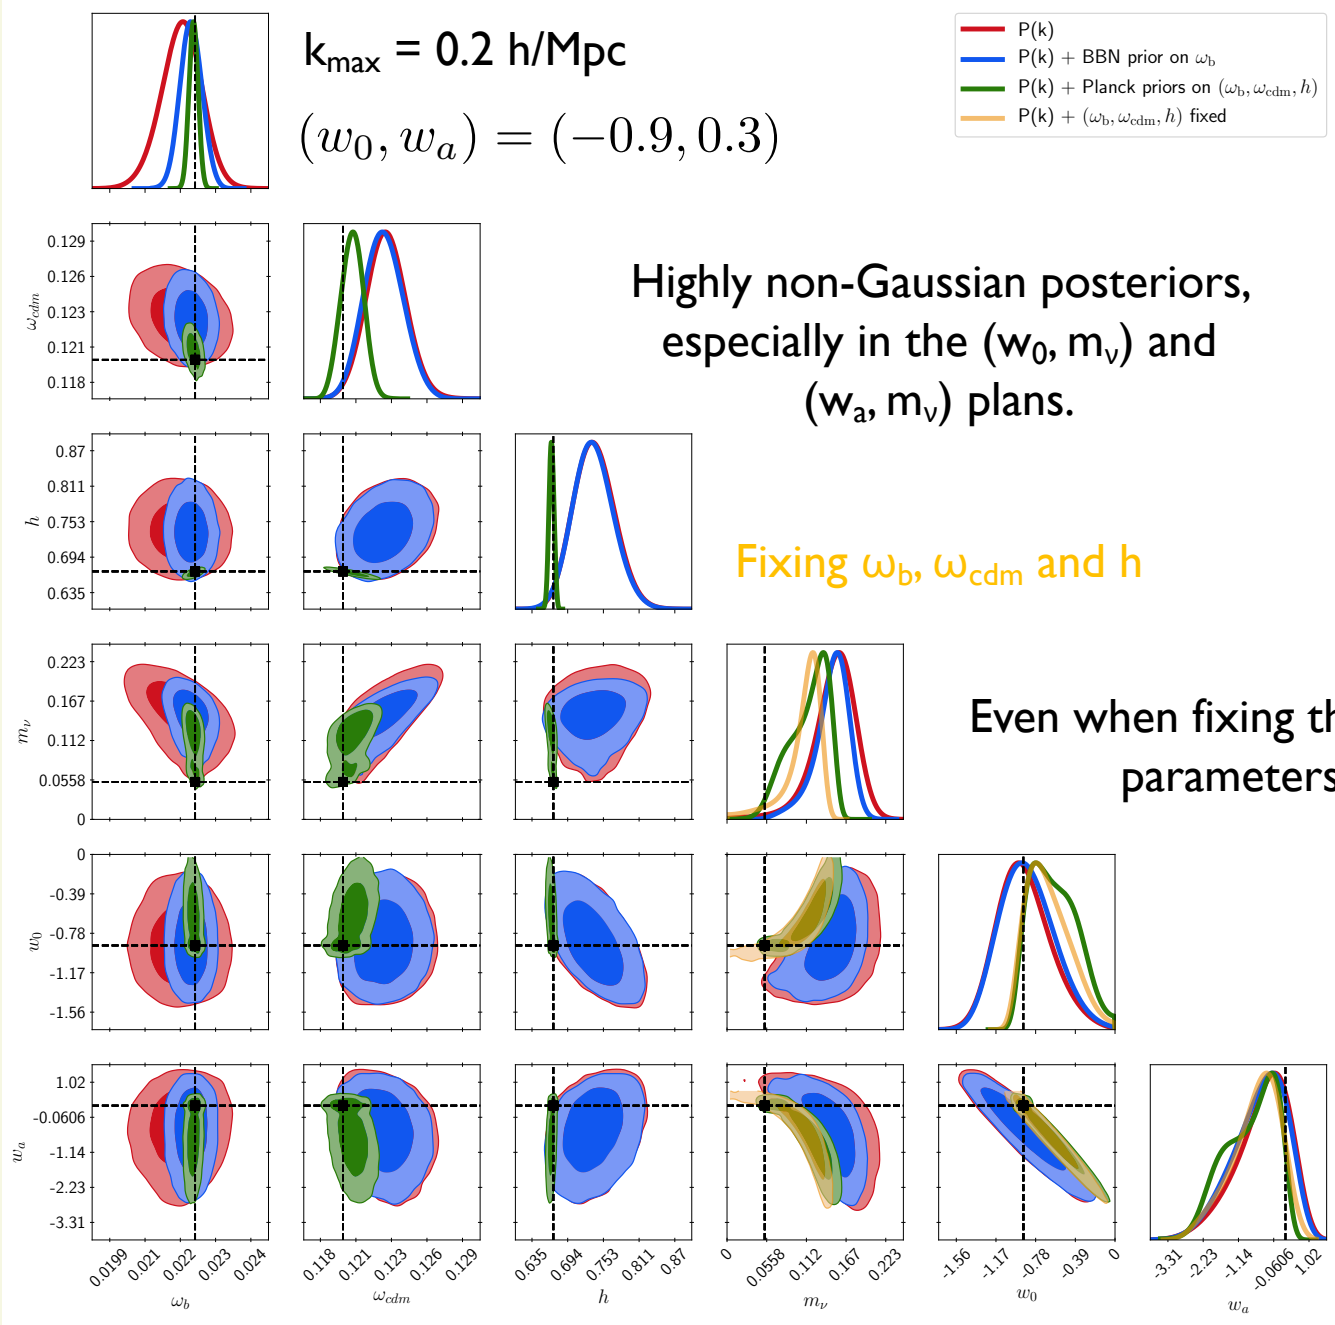 k_max = 0.2 h/Mpc
(w_0, w_a) = (−0.9, 0.3)
P(k)
P(k) + BBN prior on ω_b
P(k) + Planck priors on (ω_b, ω_cdm, h)
P(k) + (ω_b, ω_cdm, h) fixed
Highly non-Gaussian posteriors,
especially in the (w_0, m_ν) and
(w_a, m_ν) plans.
Fixing ω_b, ω_cdm and h
Even when fixing th
parameters
ω_cdm
0.129
0.126
0.123
0.121
0.118
h
0.87
0.811
0.753
0.694
0.635
m_ν
0.223
0.167
0.112
0.0558
0
w_0
0
-0.39
-0.78
-1.17
-1.56
w_a
1.02
-0.0606
-1.14
-2.23
-3.31
0.0199 0.021 0.022 0.023 0.024
ω_b
0.118 0.121 0.123 0.126 0.129
ω_cdm
0.635 0.694 0.753 0.811 0.87
h
0 0.0558 0.112 0.167 0.223
m_ν
-1.56 -1.17 -0.78 -0.39 0
w_0
-3.31 -2.23 -1.14 -0.0606 1.02
w_a